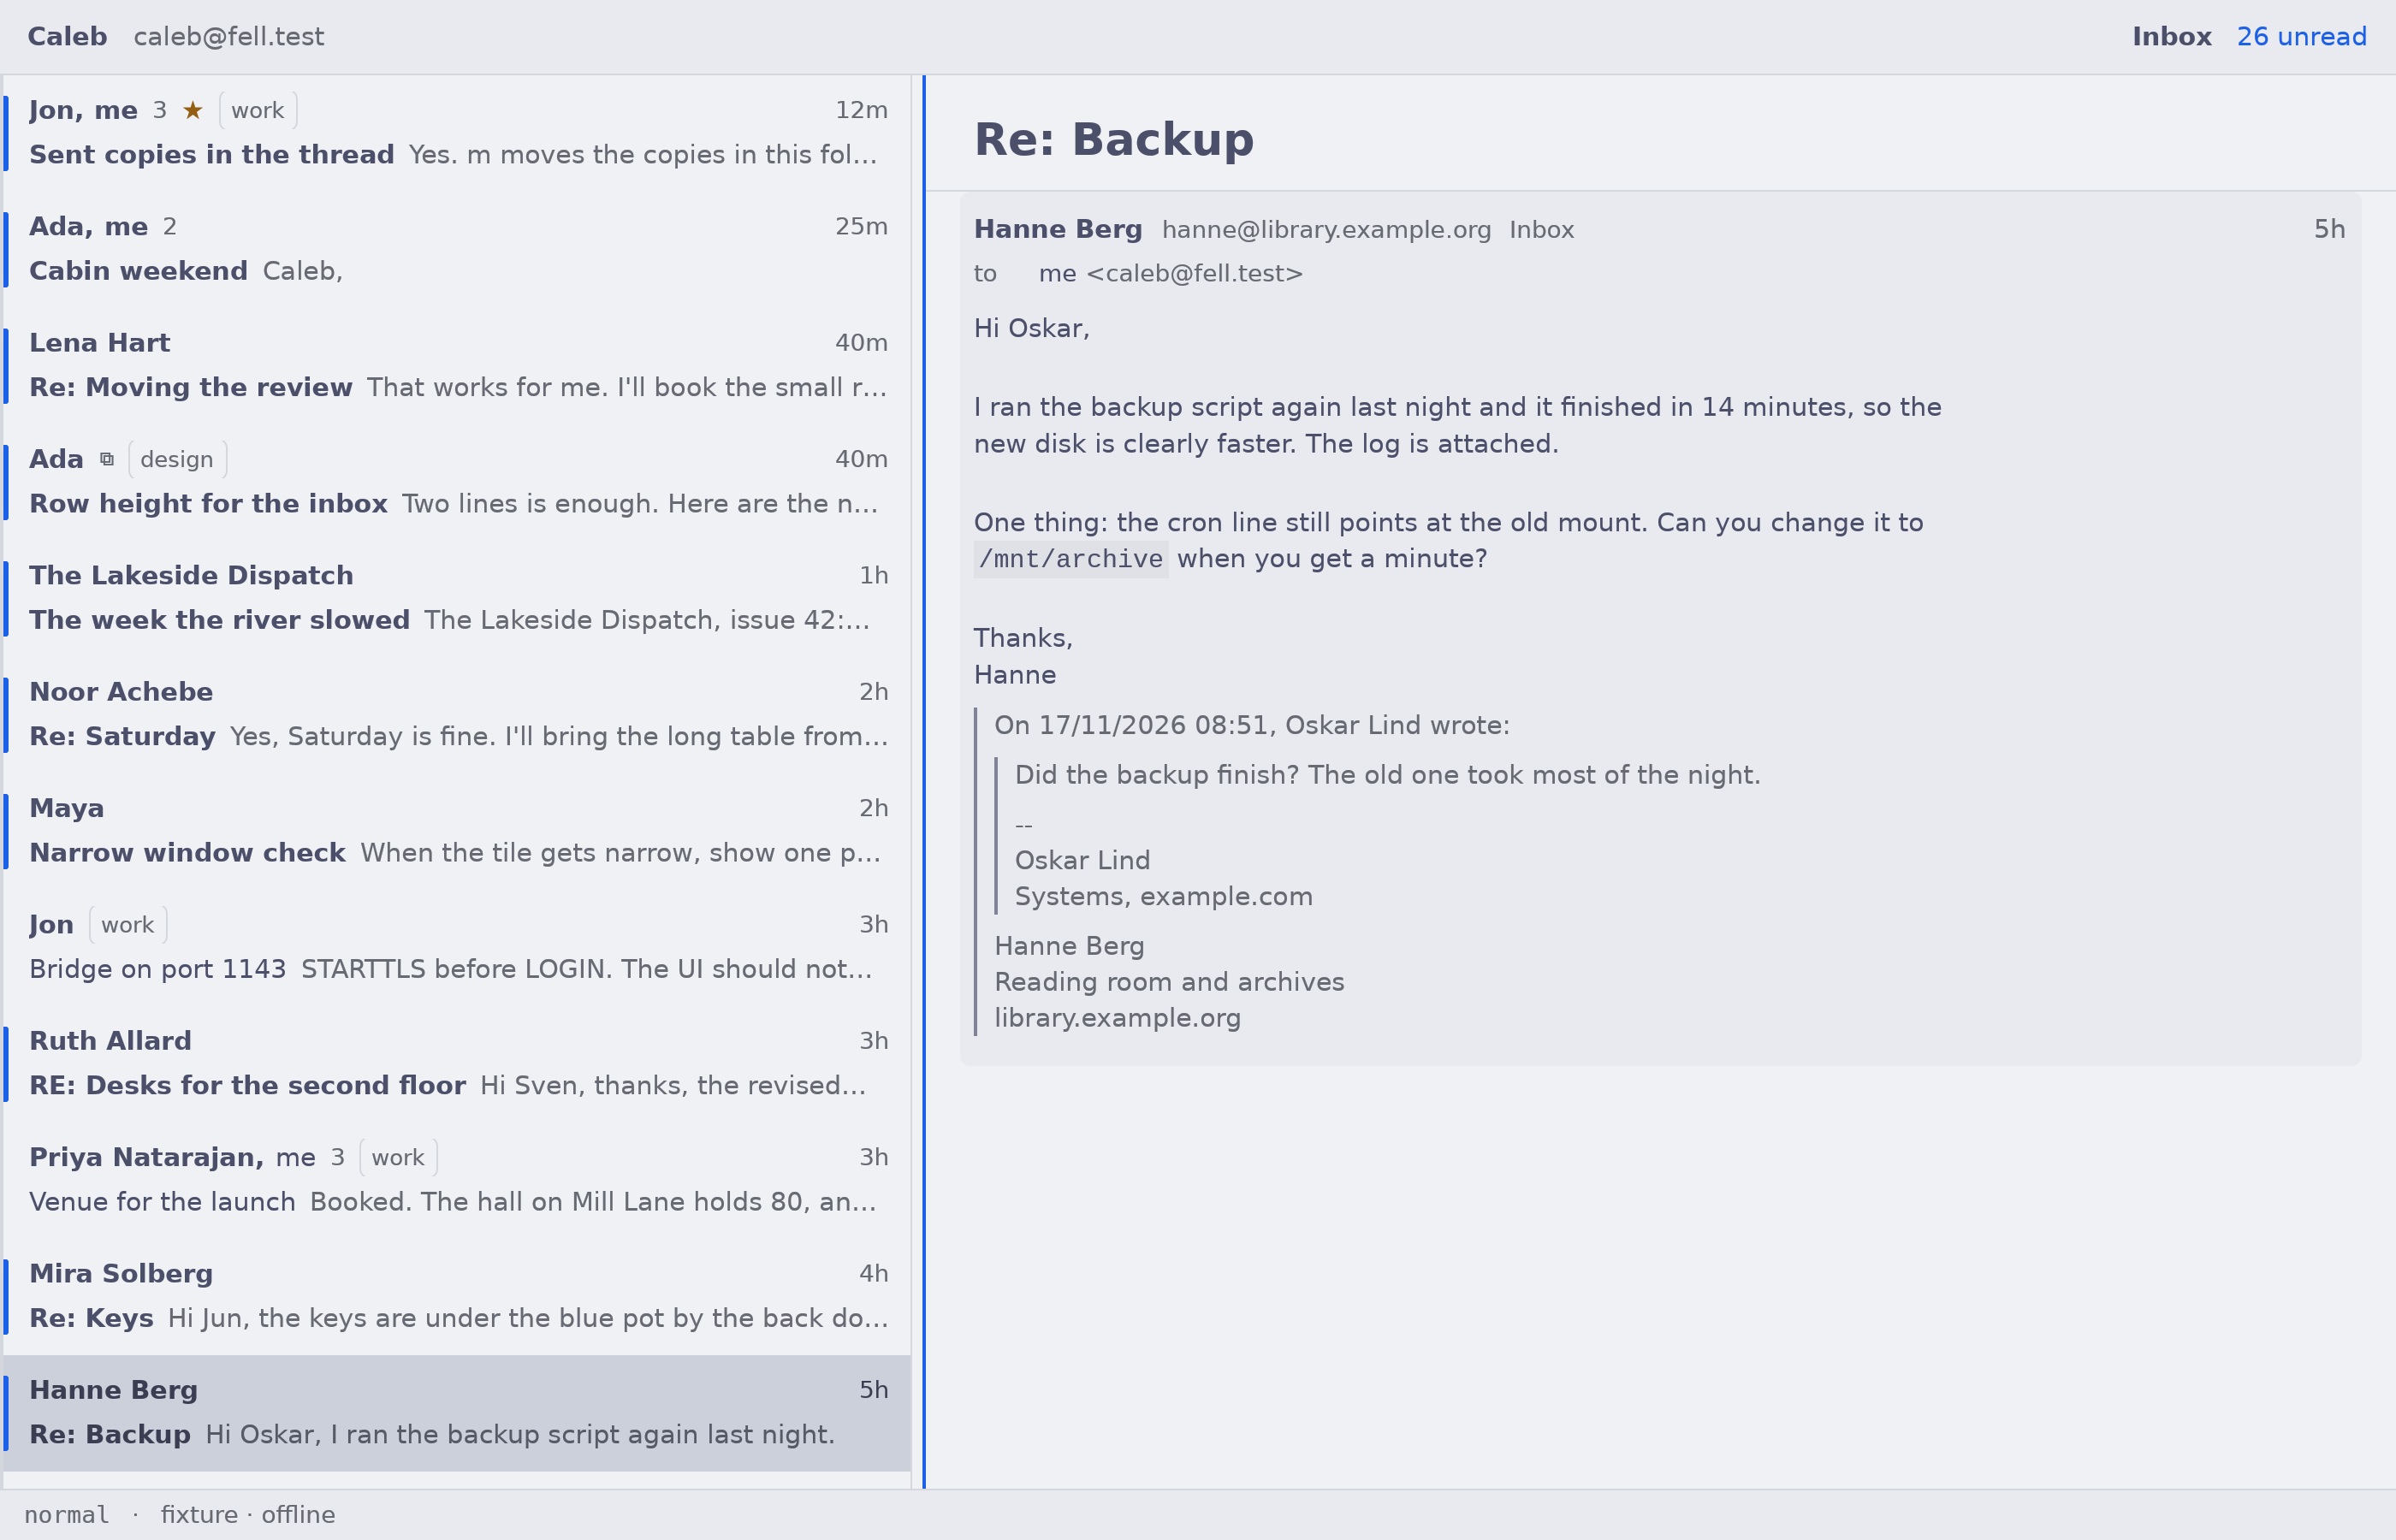 Caleb caleb@fell.test
Inbox 26 unread
Jon, me 3 ★ work 12m
Sent copies in the thread Yes. m moves the copies in this fol…
Ada, me 2 25m
Cabin weekend Caleb,
Lena Hart 40m
Re: Moving the review That works for me. I'll book the small r…
Ada design 40m
Row height for the inbox Two lines is enough. Here are the n…
The Lakeside Dispatch 1h
The week the river slowed The Lakeside Dispatch, issue 42:…
Noor Achebe 2h
Re: Saturday Yes, Saturday is fine. I'll bring the long table from…
Maya 2h
Narrow window check When the tile gets narrow, show one p…
Jon work 3h
Bridge on port 1143 STARTTLS before LOGIN. The UI should not…
Ruth Allard 3h
RE: Desks for the second floor Hi Sven, thanks, the revised…
Priya Natarajan, me 3 work 3h
Venue for the launch Booked. The hall on Mill Lane holds 80, an…
Mira Solberg 4h
Re: Keys Hi Jun, the keys are under the blue pot by the back do…
Hanne Berg 5h
Re: Backup Hi Oskar, I ran the backup script again last night.
Re: Backup
Hanne Berg hanne@library.example.org Inbox 5h
to me <caleb@fell.test>
Hi Oskar,
I ran the backup script again last night and it finished in 14 minutes, so the
new disk is clearly faster. The log is attached.
One thing: the cron line still points at the old mount. Can you change it to
/mnt/archive when you get a minute?
Thanks,
Hanne
On 17/11/2026 08:51, Oskar Lind wrote:
Did the backup finish? The old one took most of the night.
--
Oskar Lind
Systems, example.com
Hanne Berg
Reading room and archives
library.example.org
normal · fixture · offline